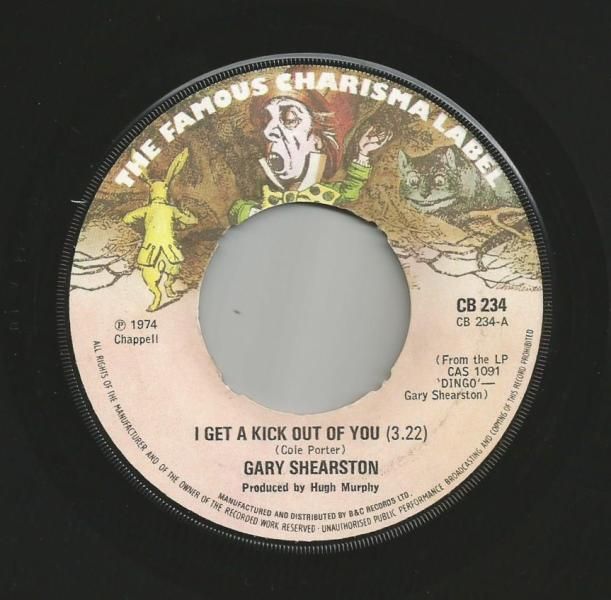 THE FAMOUS CHARISMA LABEL
CB 234
CB 234-A
℗ 1974
Chappell
(From the LP
CAS 1091
'DINGO'—
Gary Shearston)
I GET A KICK OUT OF YOU (3.22)
(Cole Porter)
GARY SHEARSTON
Produced by Hugh Murphy
MANUFACTURED AND DISTRIBUTED BY B&C RECORDS LTD.
ALL RIGHTS OF THE MANUFACTURER AND OF THE OWNER OF THE RECORDED WORK RESERVED · UNAUTHORISED PUBLIC PERFORMANCE BROADCASTING AND COPYING OF THIS RECORD PROHIBITED